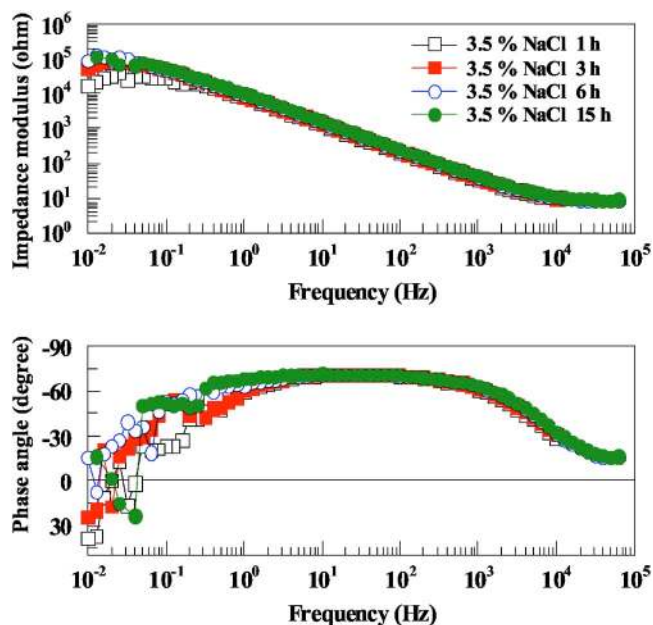 Impedance modulus (ohm)
10⁶
10⁵
10⁴
10³
10²
10¹
10⁰
3.5 % NaCl 1 h
3.5 % NaCl 3 h
3.5 % NaCl 6 h
3.5 % NaCl 15 h
10⁻² 10⁻¹ 10⁰ 10¹ 10² 10³ 10⁴ 10⁵
Frequency (Hz)
Phase angle (degree)
-90
-60
-30
0
30
10⁻² 10⁻¹ 10⁰ 10¹ 10² 10³ 10⁴ 10⁵
Frequency (Hz)